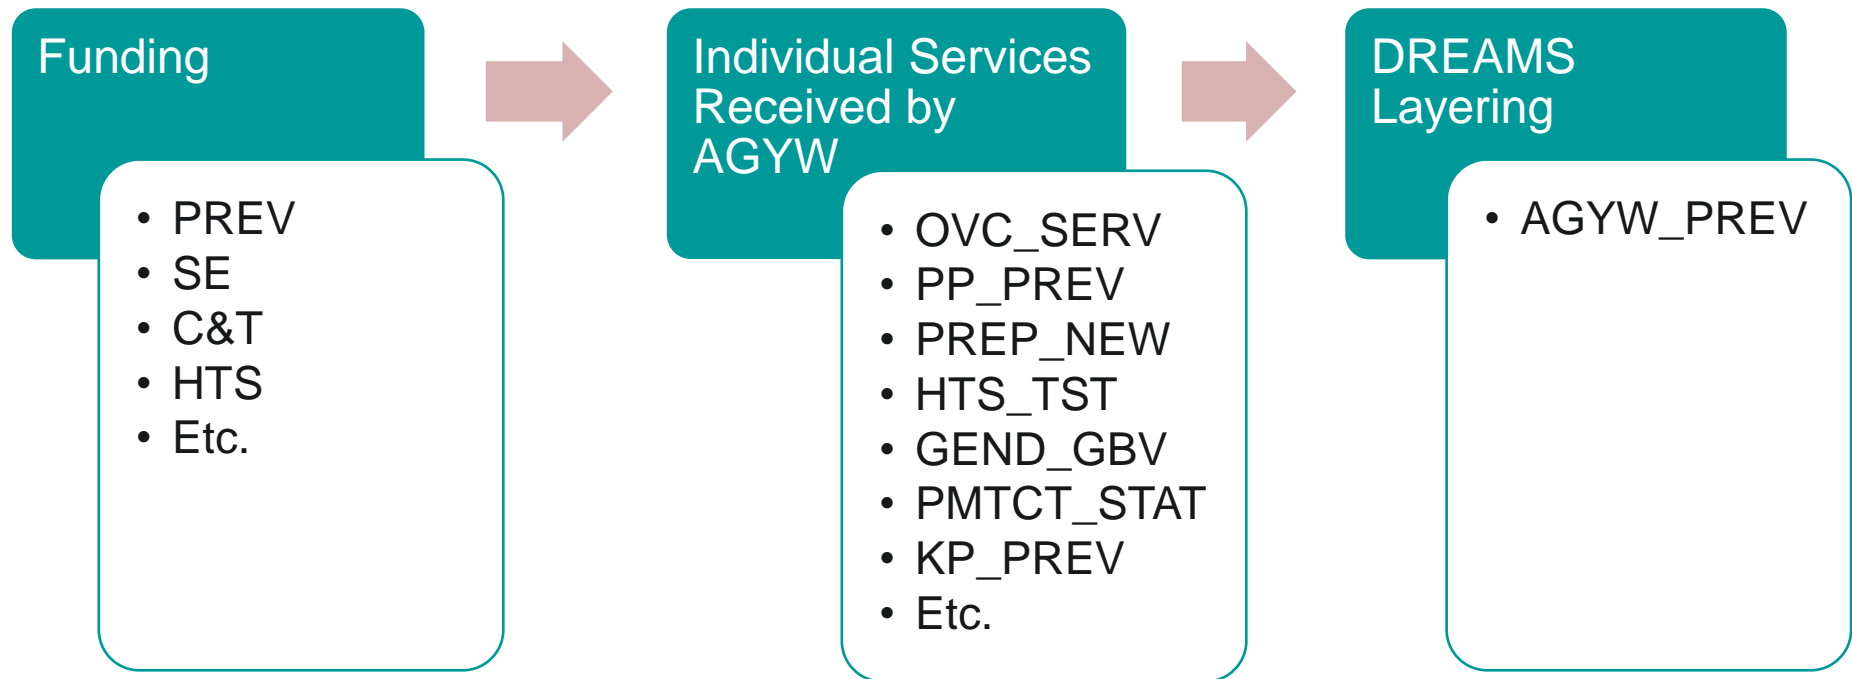 Funding
• PREV
• SE
• C&T
• HTS
• Etc.
Individual Services
Received by
AGYW
• OVC_SERV
• PP_PREV
• PREP_NEW
• HTS_TST
• GEND_GBV
• PMTCT_STAT
• KP_PREV
• Etc.
DREAMS
Layering
• AGYW_PREV